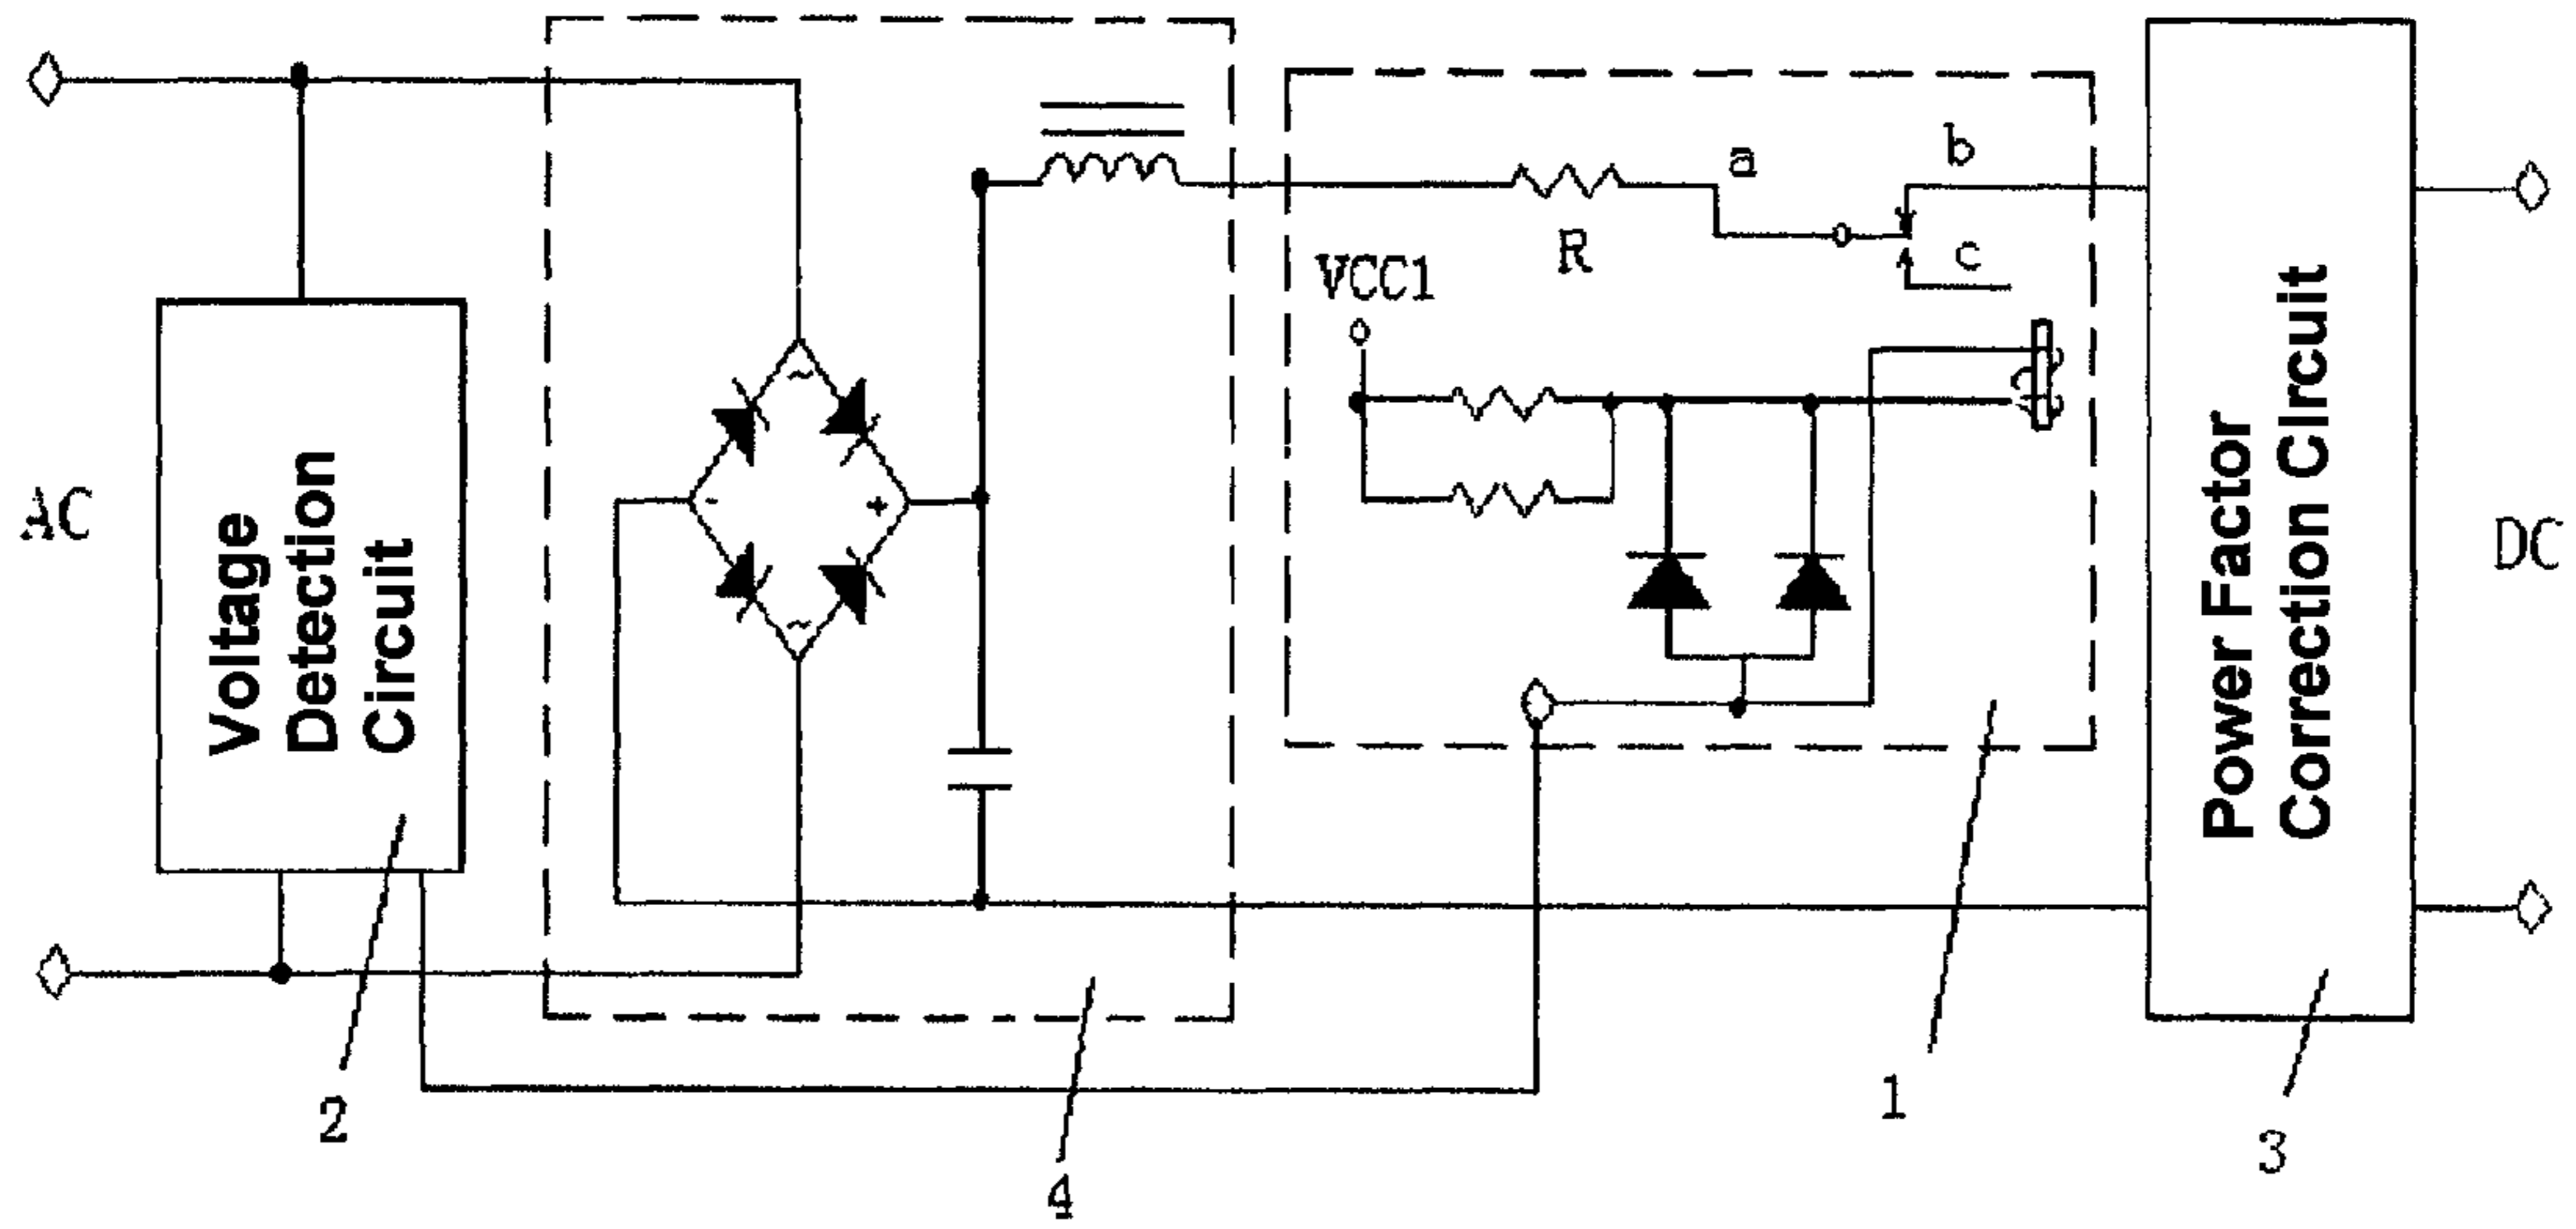 AC
Voltage
Detection
Circuit
2
~
-
+
~
4
R
a
b
c
VCC1
1
Power Factor
Correction CIrcuit
3
DC